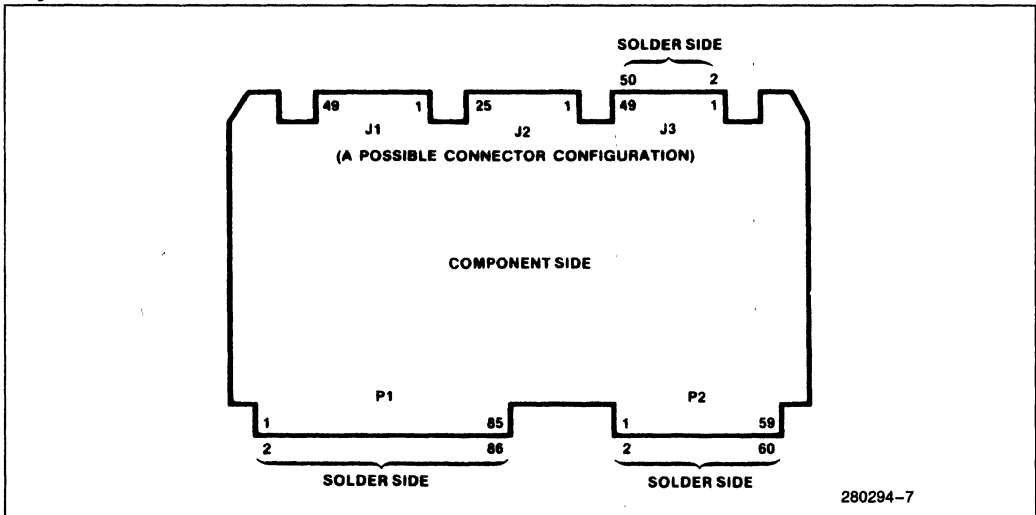 SOLDER SIDE
50 2
49 1 25 1 49 1
J1 J2 J3
(A POSSIBLE CONNECTOR CONFIGURATION)
COMPONENT SIDE
P1 P2
1 85 1 59
2 86 2 60
SOLDER SIDE SOLDER SIDE
280294-7